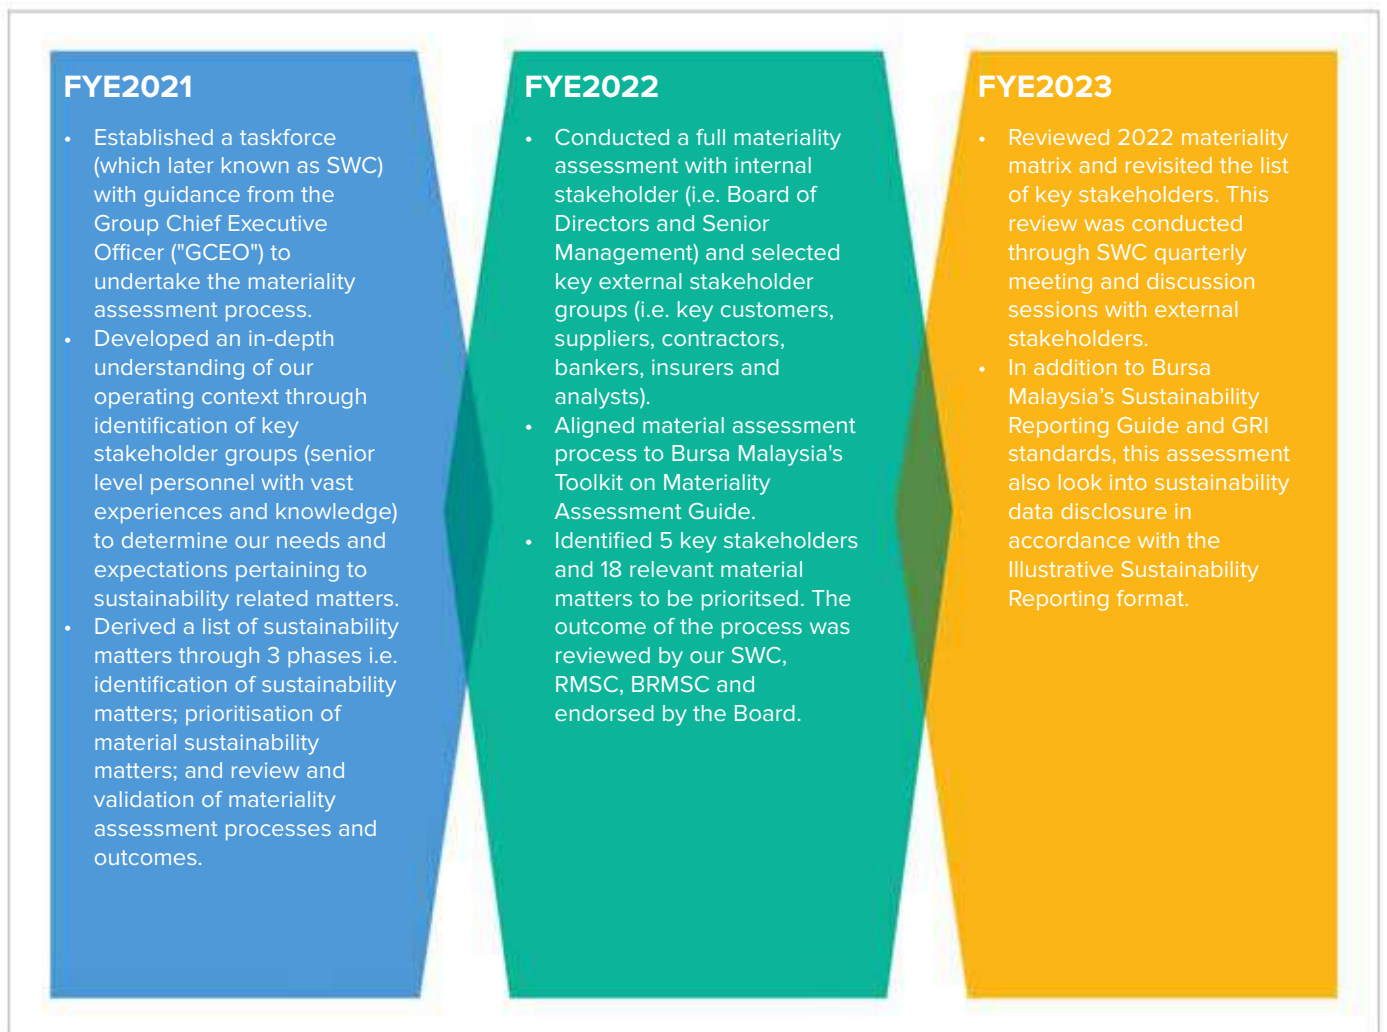 FYE2021
• Established a taskforce
(which later known as SWC)
with guidance from the
Group Chief Executive
Officer ("GCEO") to
undertake the materiality
assessment process.
• Developed an in-depth
understanding of our
operating context through
identification of key
stakeholder groups (senior
level personnel with vast
experiences and knowledge)
to determine our needs and
expectations pertaining to
sustainability related matters.
• Derived a list of sustainability
matters through 3 phases i.e.
identification of sustainability
matters; prioritisation of
material sustainability
matters; and review and
validation of materiality
assessment processes and
outcomes.
FYE2022
• Conducted a full materiality
assessment with internal
stakeholder (i.e. Board of
Directors and Senior
Management) and selected
key external stakeholder
groups (i.e. key customers,
suppliers, contractors,
bankers, insurers and
analysts).
• Aligned material assessment
process to Bursa Malaysia's
Toolkit on Materiality
Assessment Guide.
• Identified 5 key stakeholders
and 18 relevant material
matters to be prioritsed. The
outcome of the process was
reviewed by our SWC,
RMSC, BRMSC and
endorsed by the Board.
FYE2023
• Reviewed 2022 materiality
matrix and revisited the list
of key stakeholders. This
review was conducted
through SWC quarterly
meeting and discussion
sessions with external
stakeholders.
• In addition to Bursa
Malaysia’s Sustainability
Reporting Guide and GRI
standards, this assessment
also look into sustainability
data disclosure in
accordance with the
Illustrative Sustainability
Reporting format.